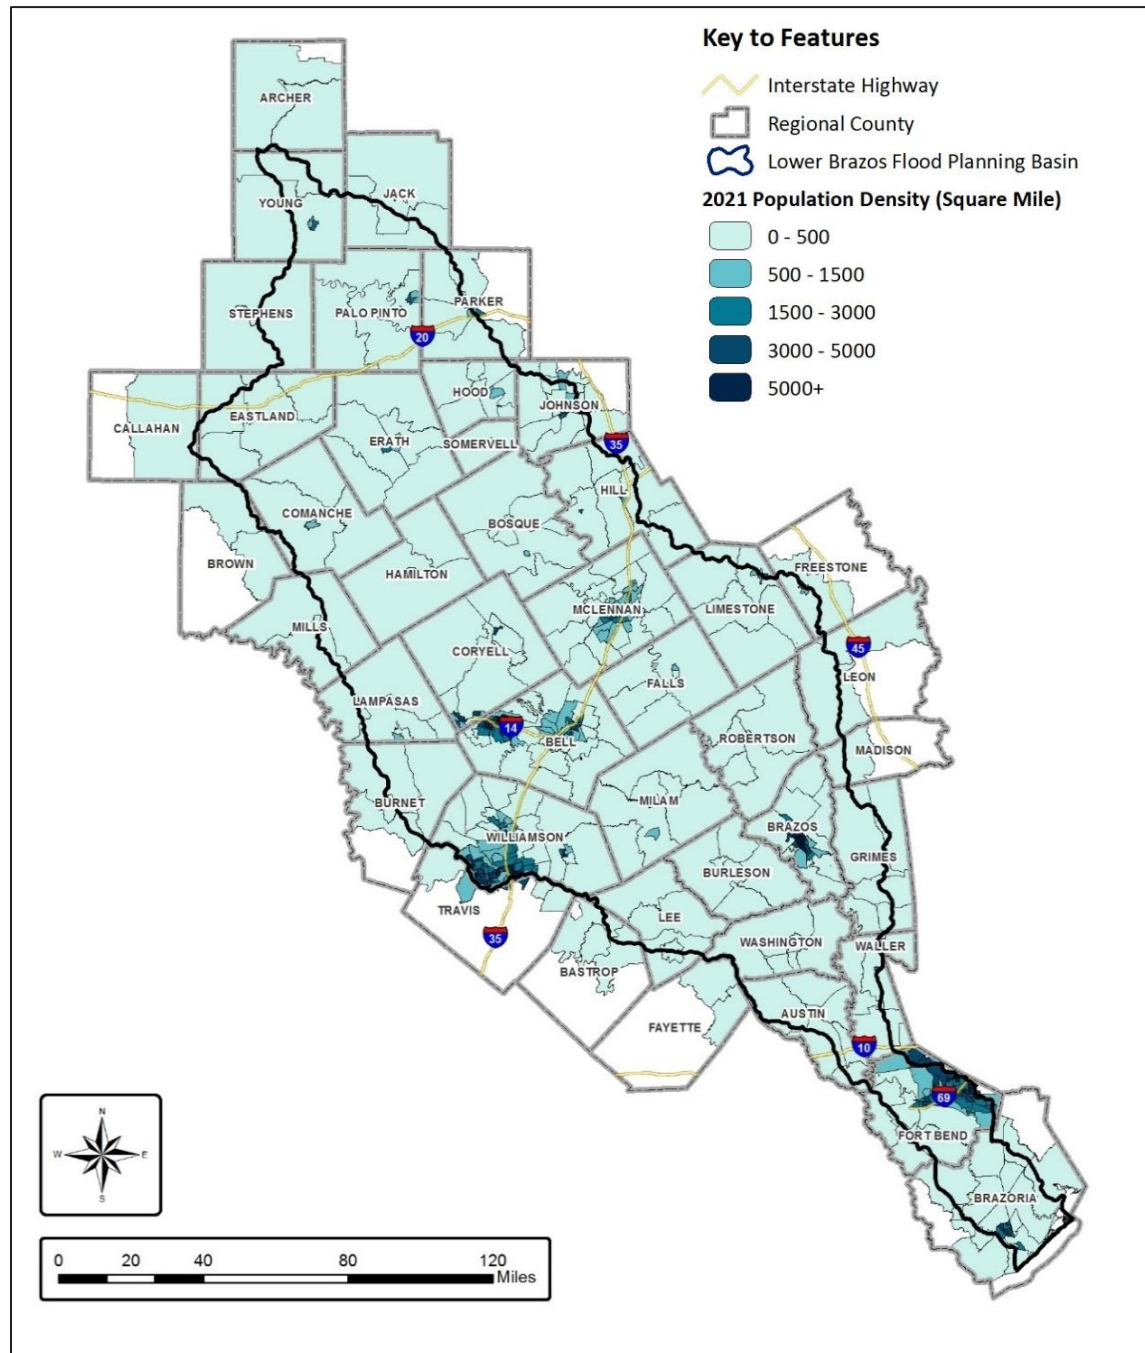 Key to Features
Interstate Highway
Regional County
Lower Brazos Flood Planning Basin
2021 Population Density (Square Mile)
0 - 500
500 - 1500
1500 - 3000
3000 - 5000
5000+
ARCHER
JACK
YOUNG
STEPHENS
PALO PINTO
PARKER
20
HOOD
JOHNSON
CALLAHAN
EASTLAND
ERATH
SOMERVELL
35
HILL
COMANCHE
BOSQUE
BROWN
HAMILTON
FREESTONE
MCLENNAN
LIMESTONE
MILLS
CORYELL
45
LEON
FALLS
LAMPASAS
14
BELL
ROBERTSON
MADISON
BURNET
MILAM
WILLIAMSON
BRAZOS
GRIMES
BURLESON
TRAVIS
LEE
35
WASHINGTON
WALLER
BASTROP
AUSTIN
FAYETTE
10
69
FORT BEND
BRAZORIA
N
W E
S
0 20 40 80 120
Miles